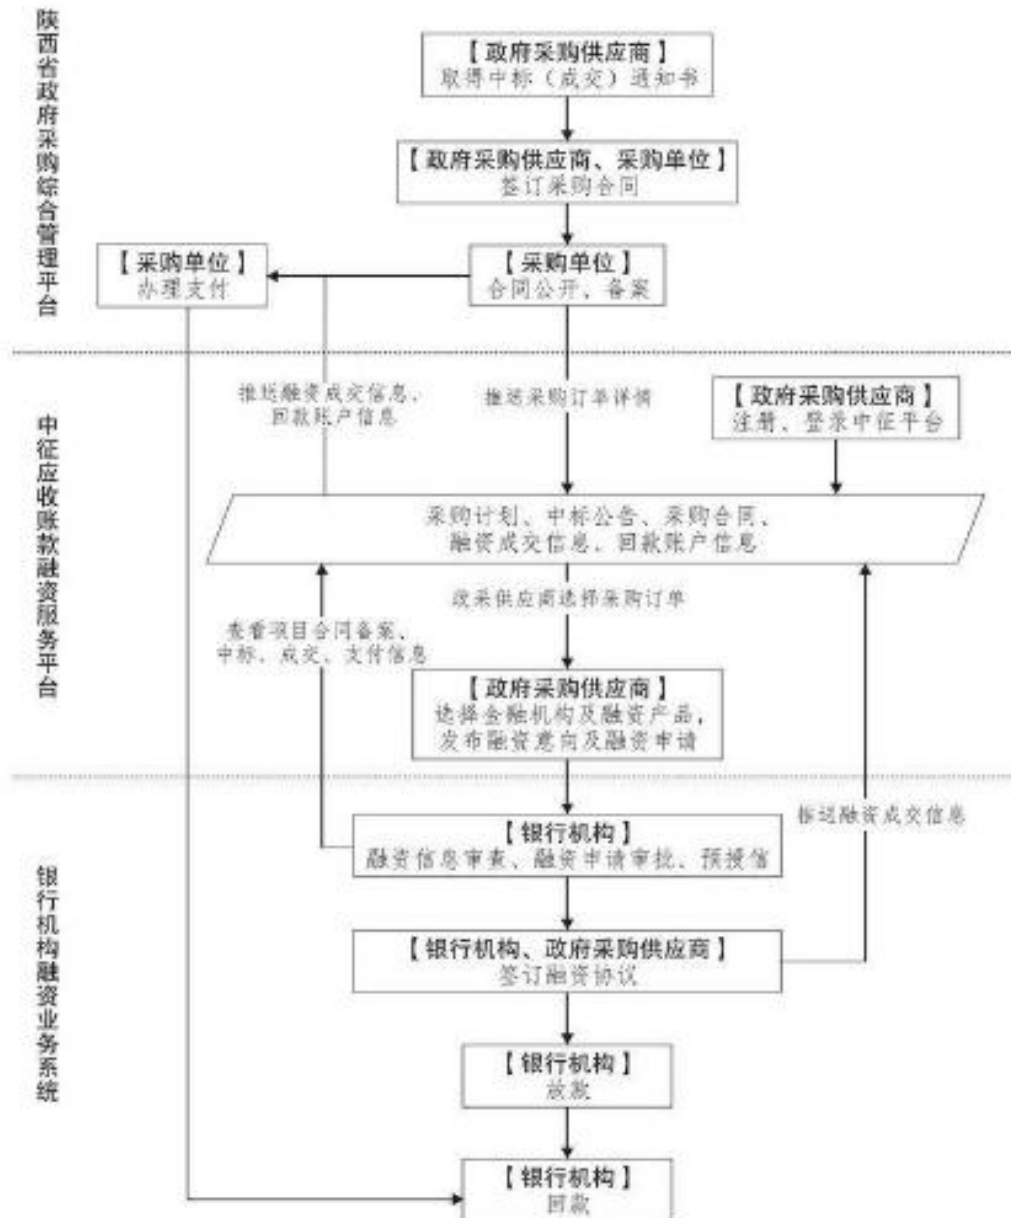 陕西省政府采购综合管理平台
【政府采购供应商】
取得中标（成交）通知书
【政府采购供应商、采购单位】
签订采购合同
【采购单位】
办理支付
【采购单位】
合同公开、备案
中征应收账款融资服务平台
推送融资成交信息、
回款账户信息
推送采购订单详情
【政府采购供应商】
注册、登录中征平台
采购计划、中标公告、采购合同、
融资成交信息、回款账户信息
政采供应商选择采购订单
查看项目合同备案、
中标、成交、支付信息
【政府采购供应商】
选择金融机构及融资产品，
发布融资意向及融资申请
银行机构融资业务系统
【银行机构】
融资信息审查、融资申请审批、预授信
推送融资成交信息
【银行机构、政府采购供应商】
签订融资协议
【银行机构】
放款
【银行机构】
回款